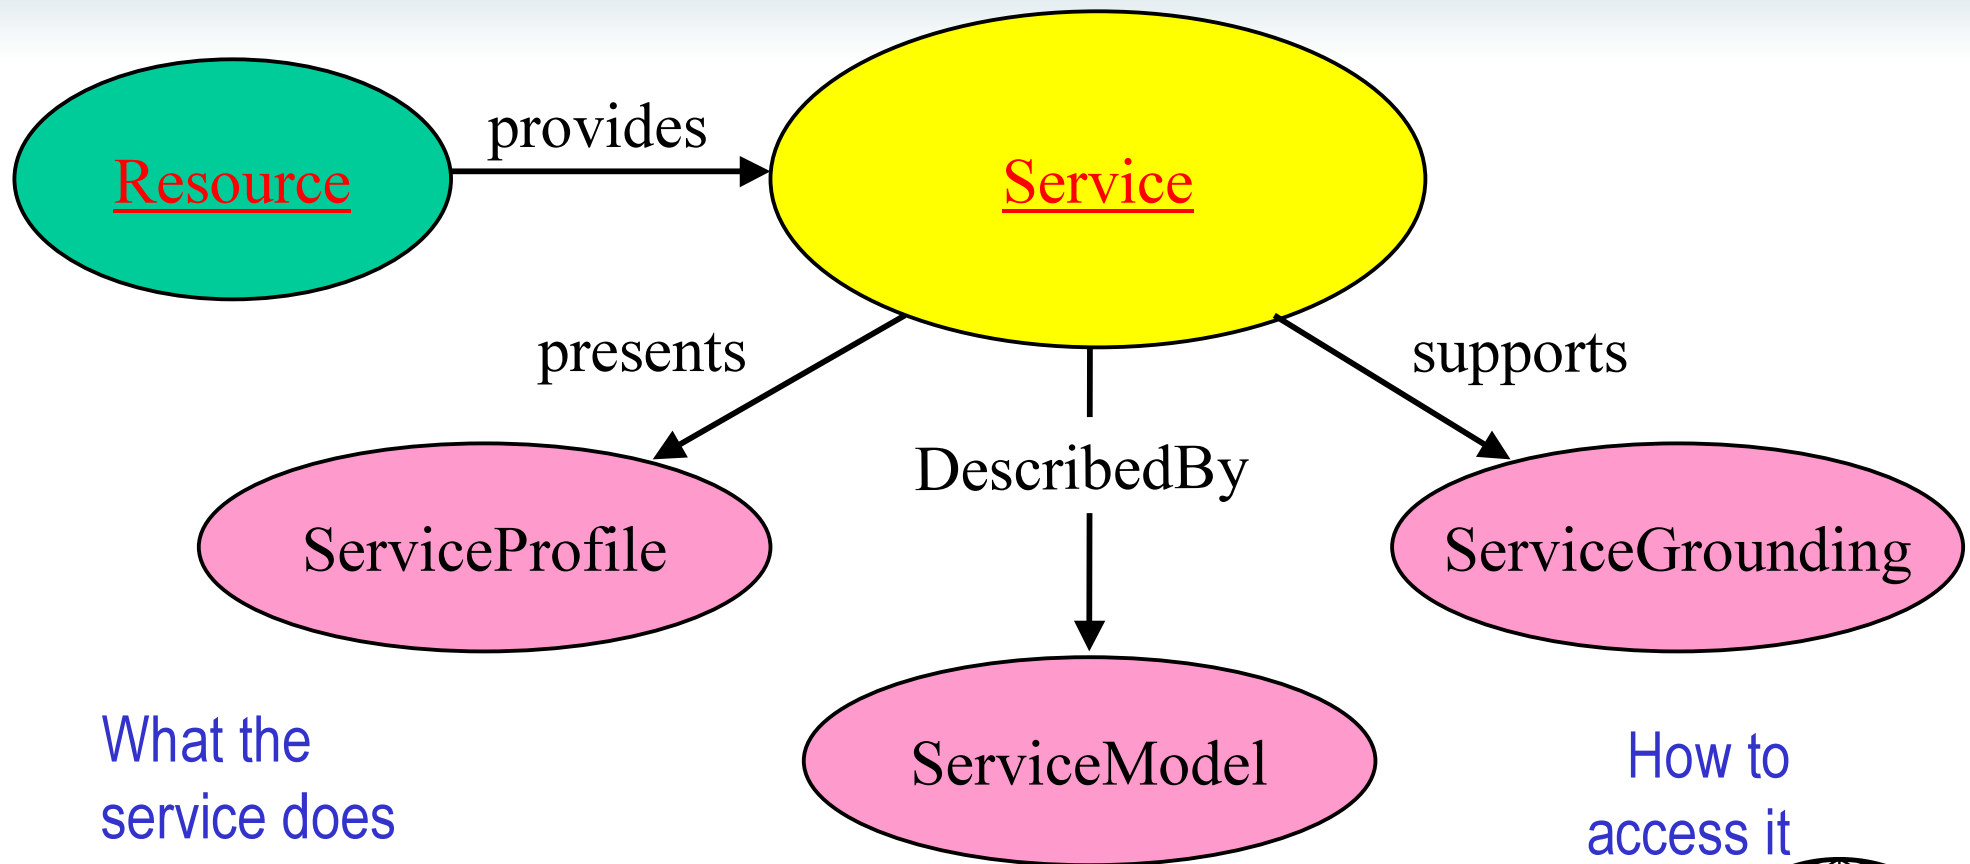 provides
Resource
Service
presents
supports
DescribedBy
ServiceProfile
ServiceGrounding
ServiceModel
What the
service does
How to
access it